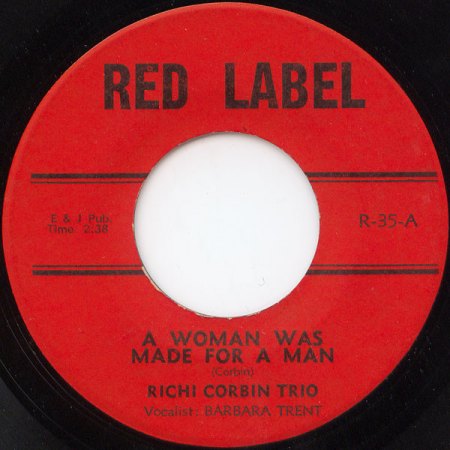 RED LABEL
E & I Pub.
Time 2:38
R-35-A
A WOMAN WAS
MADE FOR A MAN
(Corbin)
RICHI CORBIN TRIO
Vocalist: BARBARA TRENT